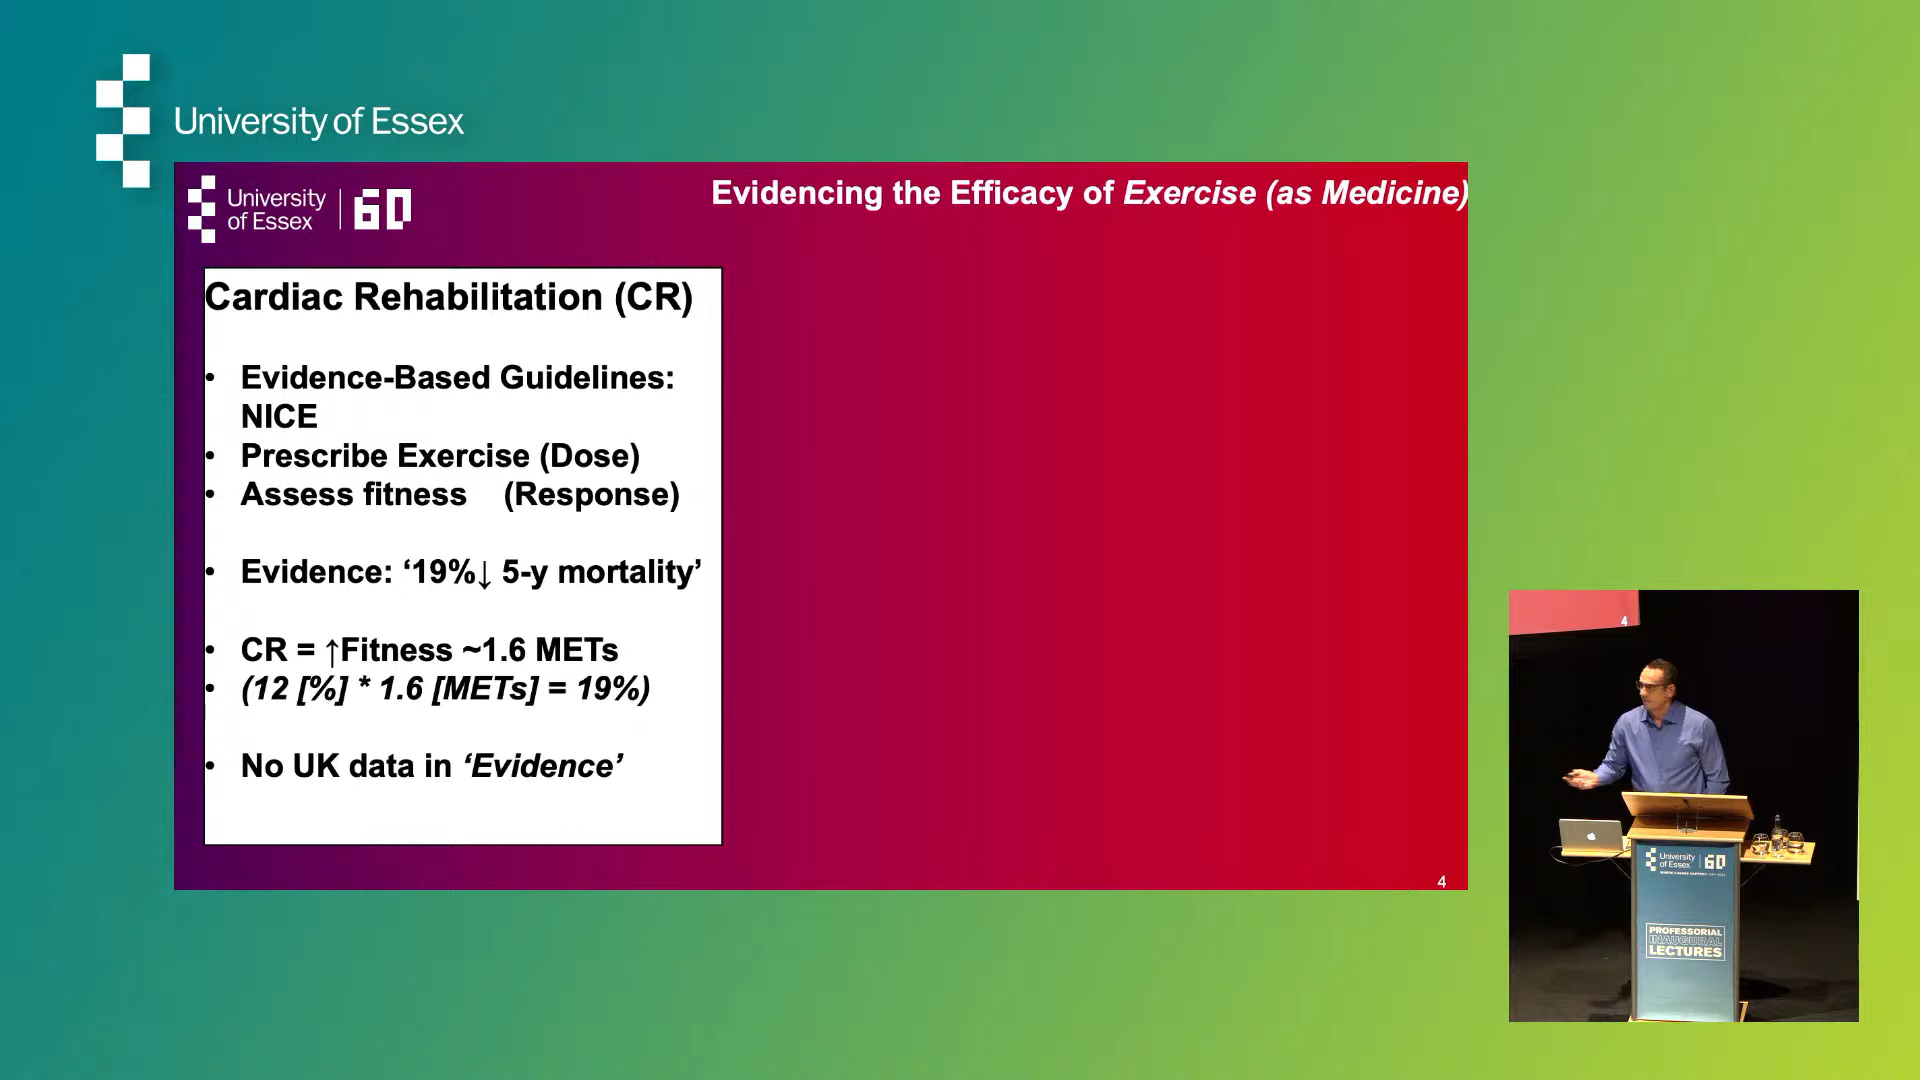 University of Essex
University
of Essex
60
Evidencing the Efficacy of Exercise (as Medicine)
Cardiac Rehabilitation (CR)
• Evidence-Based Guidelines:
NICE
• Prescribe Exercise (Dose)
• Assess fitness (Response)
• Evidence: ‘19%↓ 5-y mortality’
• CR = ↑Fitness ~1.6 METs
• (12 [%] * 1.6 [METs] = 19%)
• No UK data in ‘Evidence’
4
4
University
of Essex
60
PROFESSORIAL
INAUGURAL
LECTURES